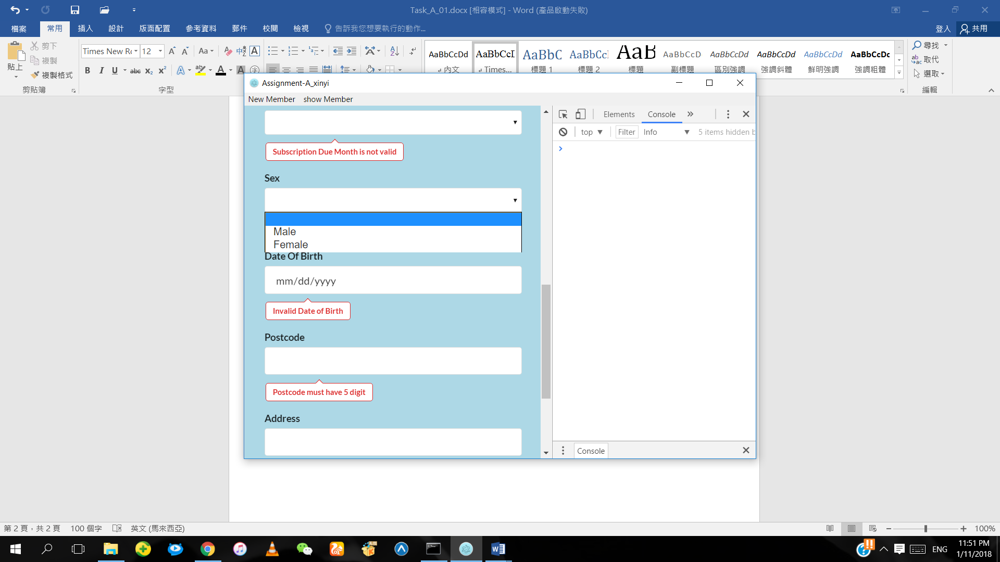 Task_A_01.docx [相容模式] - Word (產品啟動失敗)
檔案 常用 插入 設計 版面配置 參考資料 郵件 校閱 檢視 告訴我您想要執行的動作... 登入 共用
貼上 剪下 複製 複製格式
剪貼簿
Times New Ro 12
字型
AaBbCcDd AaBbCcI AaBbC AaBbCcl AaB AaBbCcD AaBbCcDd AaBbCcDd AaBbCcDd AaBbCcDc
內文 Times... 標題 1 標題 2 標題 副標題 區別強調 強調斜體 鮮明強調 強調粗體
尋找
取代
選取
編輯
Assignment-A_xinyi
New Member show Member
Subscription Due Month is not valid
Sex
Male
Female
Date Of Birth
mm/dd/yyyy
Invalid Date of Birth
Postcode
Postcode must have 5 digit
Address
Elements Console »
top Filter Info 5 items hidden b
Console
第 2 頁，共 2 頁 100 個字 英文 (馬來西亞) 100%
ENG 11:51 PM
1/11/2018